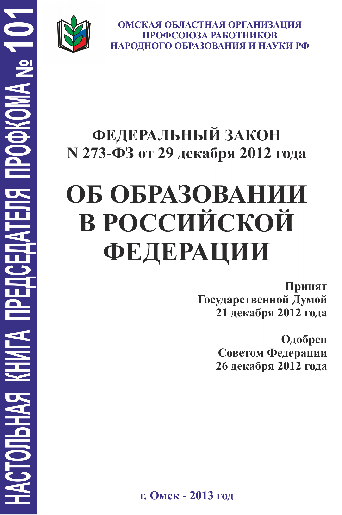 ОМСКАЯ ОБЛАСТНАЯ ОРГАНИЗАЦИЯ
ПРОФСОЮЗА РАБОТНИКОВ
НАРОДНОГО ОБРАЗОВАНИЯ И НАУКИ РФ
ФЕДЕРАЛЬНЫЙ ЗАКОН
N 273-ФЗ от 29 декабря 2012 года
ОБ ОБРАЗОВАНИИ
В РОССИЙСКОЙ
ФЕДЕРАЦИИ
Принят
Государственной Думой
21 декабря 2012 года
Одобрен
Советом Федерации
26 декабря 2012 года
г. Омск - 2013 год
НАСТОЛЬНАЯ КНИГА ПРЕДСЕДАТЕЛЯ ПРОФКОМА № 101